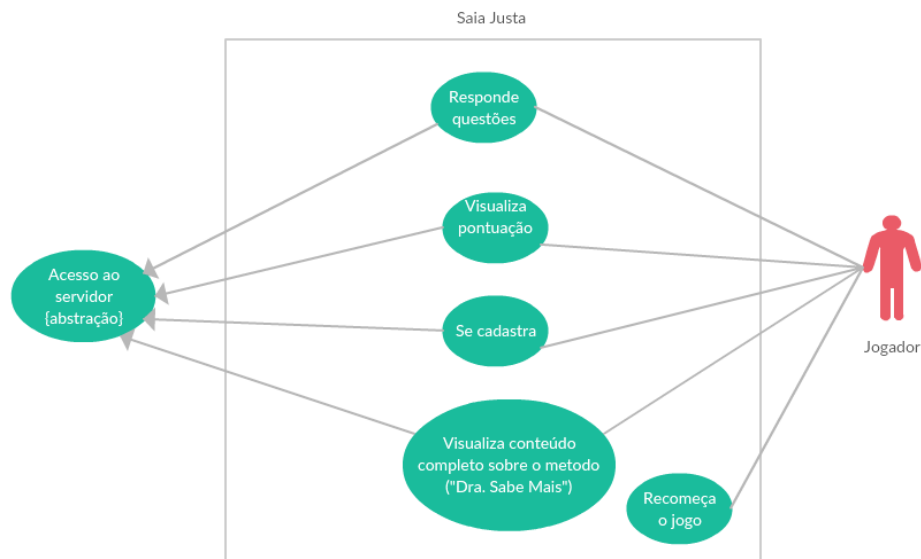 Saia Justa
Responde
questões
Visualiza
pontuação
Acesso ao
servidor
{abstração}
Se cadastra
Jogador
Visualiza conteúdo
completo sobre o metodo
("Dra. Sabe Mais")
Recomeça
o jogo